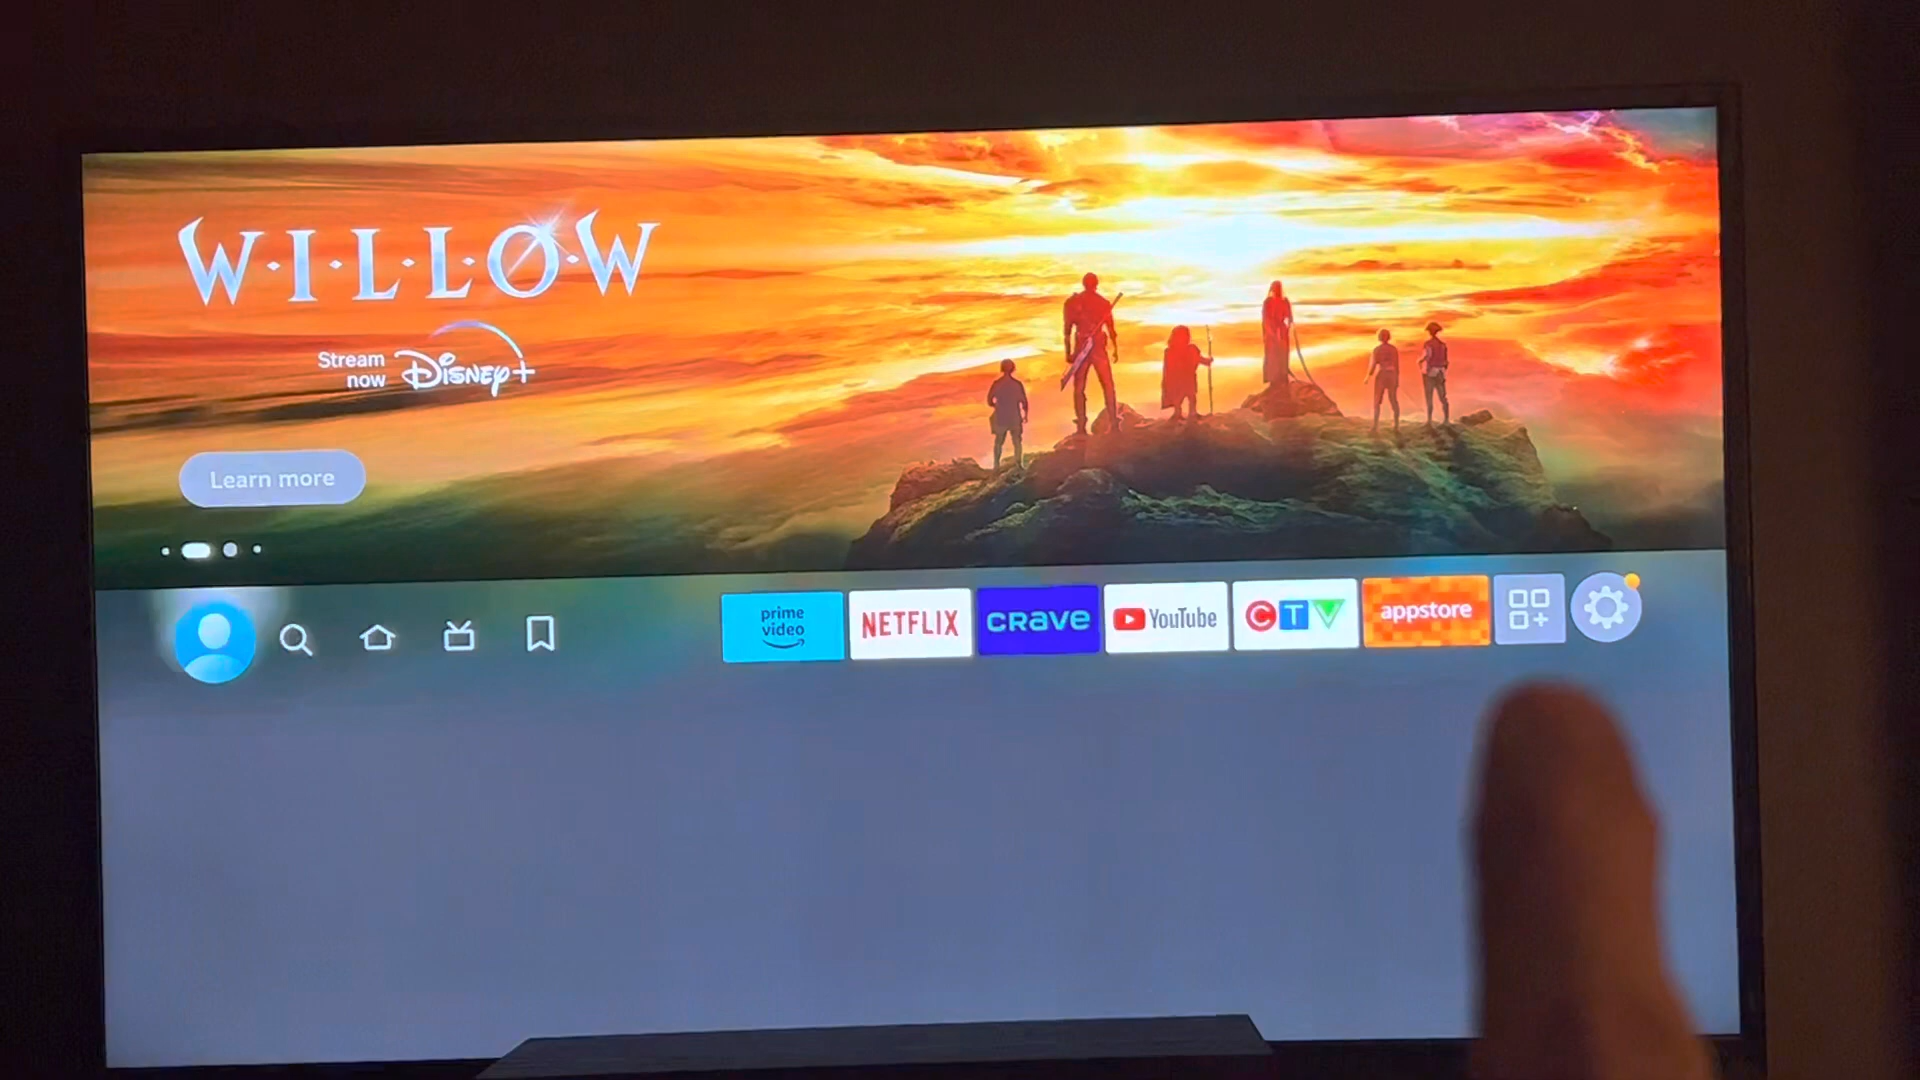 W·I·L·L·O·W
Stream
now Disney+
Learn more
prime
video
NETFLIX
crave
YouTube
CTV
appstore